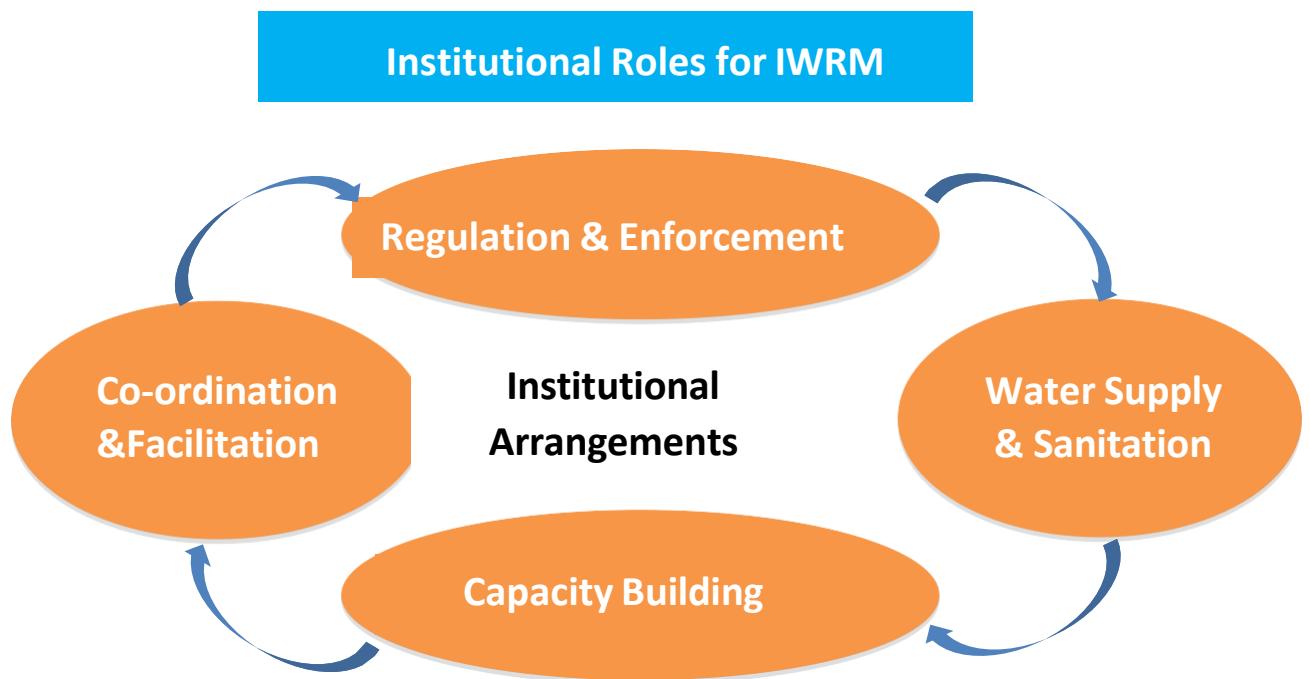 Institutional Roles for IWRM
Regulation & Enforcement
Co-ordination
&Facilitation
Institutional
Arrangements
Water Supply
& Sanitation
Capacity Building